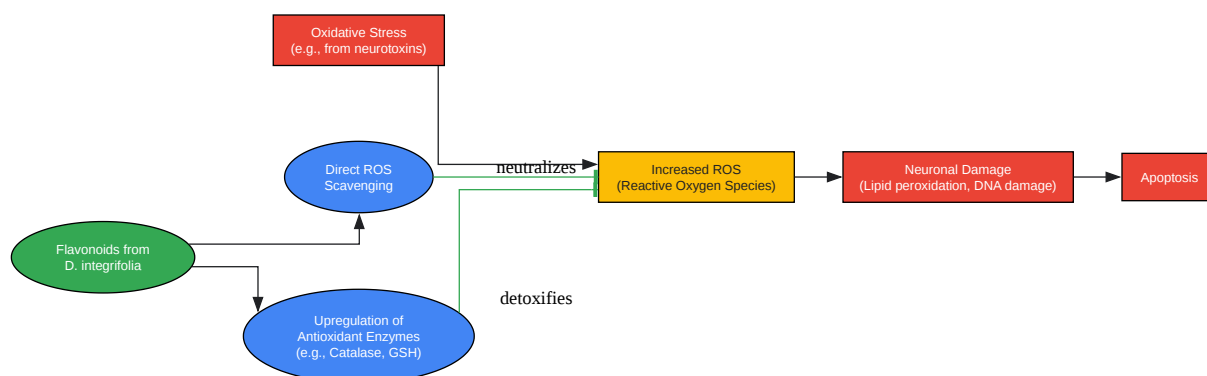 Oxidative Stress
(e.g., from neurotoxins)
Direct ROS
Scavenging
neutralizes
Increased ROS
(Reactive Oxygen Species)
Neuronal Damage
(Lipid peroxidation, DNA damage)
Apoptosis
Flavonoids from
D. integrifolia
detoxifies
Upregulation of
Antioxidant Enzymes
(e.g., Catalase, GSH)